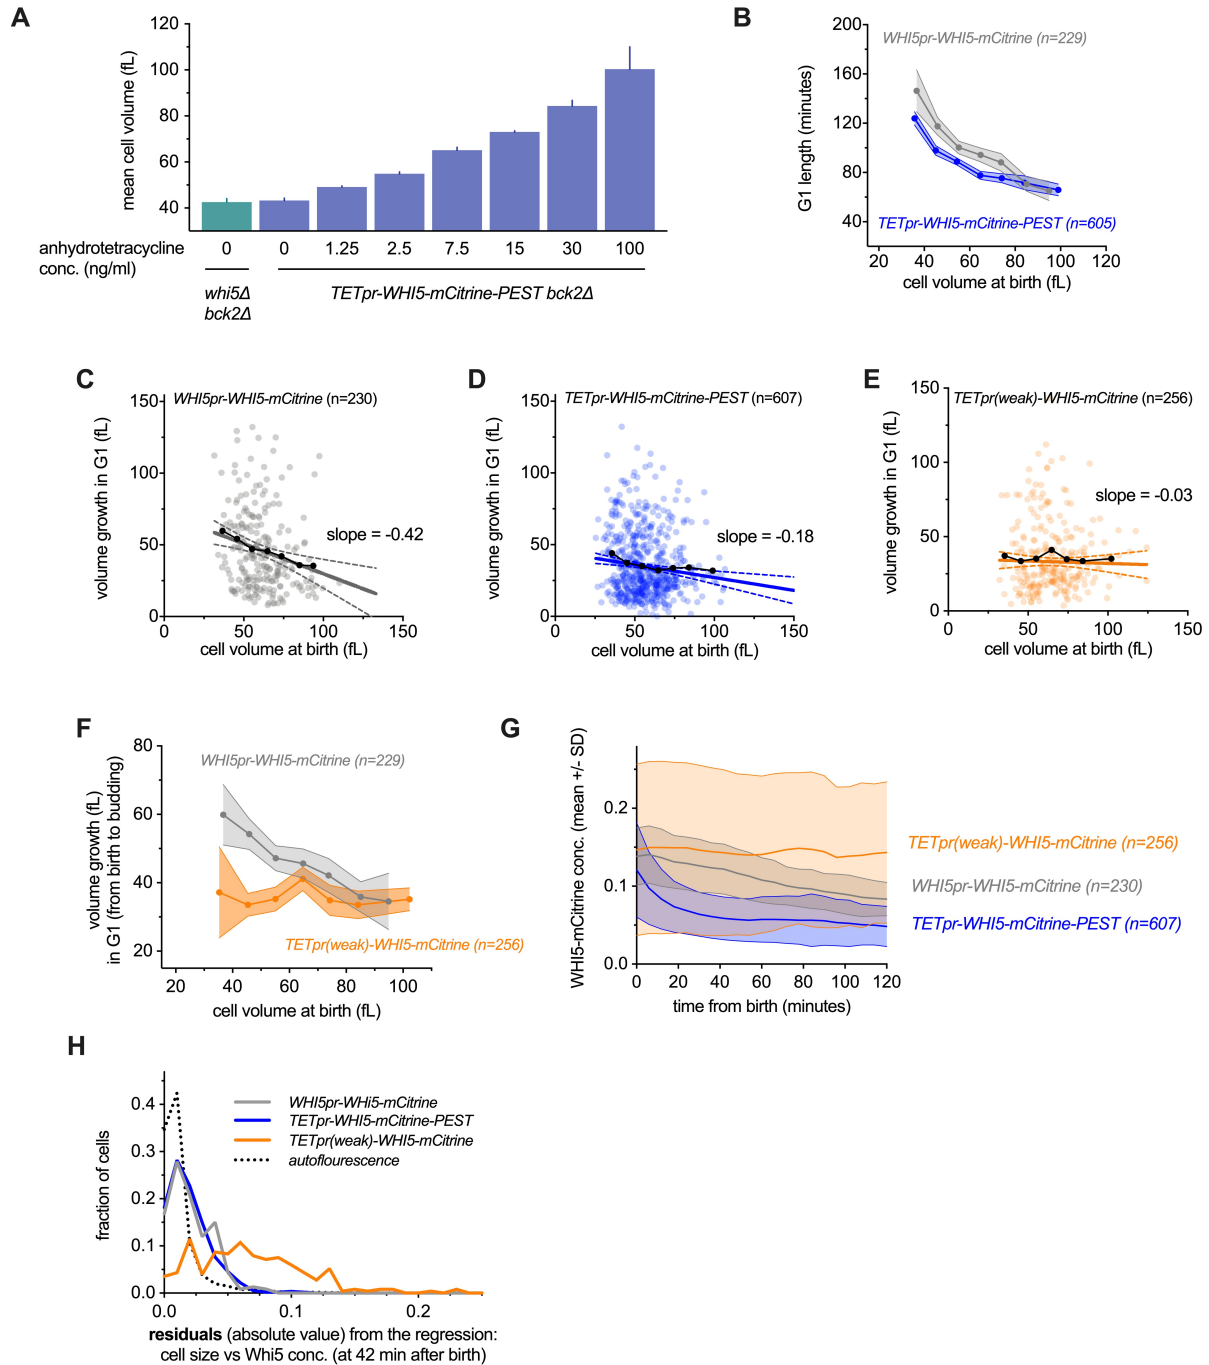 A
mean cell volume (fL)
120
100
80
60
40
anhydrotetracycline
conc. (ng/ml)
0 0 1.25 2.5 7.5 15 30 100
whi5Δ
bck2Δ
TETpr-WHI5-mCitrine-PEST bck2Δ
B
G1 length (minutes)
200
160
120
80
40
WHI5pr-WHI5-mCitrine (n=229)
TETpr-WHI5-mCitrine-PEST (n=605)
20 40 60 80 100 120
cell volume at birth (fL)
C
volume growth in G1 (fL)
150
100
50
0
WHI5pr-WHI5-mCitrine (n=230)
slope = -0.42
0 50 100 150
cell volume at birth (fL)
D
volume growth in G1 (fL)
150
100
50
0
TETpr-WHI5-mCitrine-PEST (n=607)
slope = -0.18
0 50 100 150
cell volume at birth (fL)
E
volume growth in G1 (fL)
150
100
50
0
TETpr(weak)-WHI5-mCitrine (n=256)
slope = -0.03
0 50 100 150
cell volume at birth (fL)
F
volume growth (fL)
in G1 (from birth to budding)
80
60
40
20
WHI5pr-WHI5-mCitrine (n=229)
TETpr(weak)-WHI5-mCitrine (n=256)
20 40 60 80 100
cell volume at birth (fL)
G
WHI5-mCitrine conc. (mean +/- SD)
0.2
0.1
0.0
TETpr(weak)-WHI5-mCitrine (n=256)
WHI5pr-WHI5-mCitrine (n=230)
TETpr-WHI5-mCitrine-PEST (n=607)
0 20 40 60 80 100 120
time from birth (minutes)
H
fraction of cells
0.4
0.3
0.2
0.1
0.0
WHI5pr-WHi5-mCitrine
TETpr-WHI5-mCitrine-PEST
TETpr(weak)-WHI5-mCitrine
autoflourescence
0.0 0.1 0.2
residuals (absolute value) from the regression:
cell size vs Whi5 conc. (at 42 min after birth)